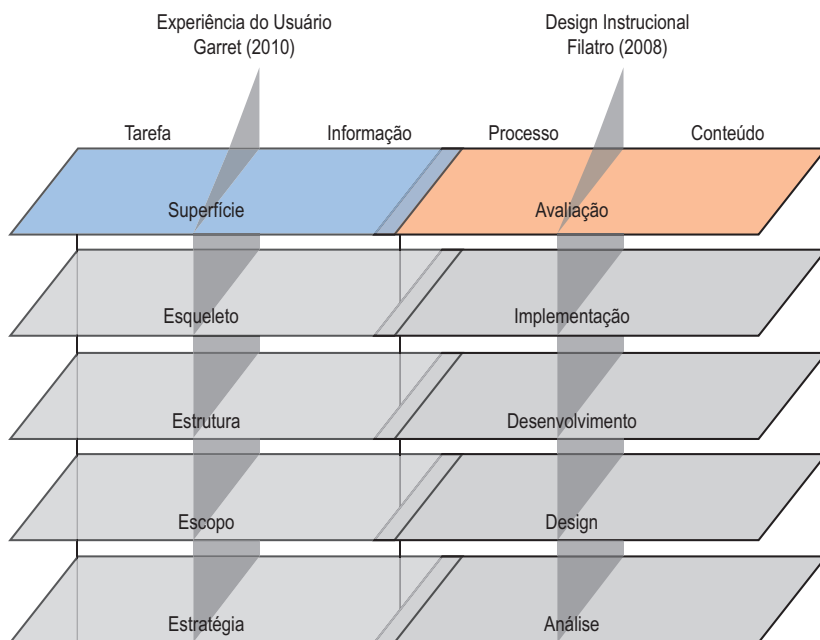 Experiência do Usuário
Garret (2010)
Design Instrucional
Filatro (2008)
Tarefa
Informação
Processo
Conteúdo
Superfície
Avaliação
Esqueleto
Implementação
Estrutura
Desenvolvimento
Escopo
Design
Estratégia
Análise